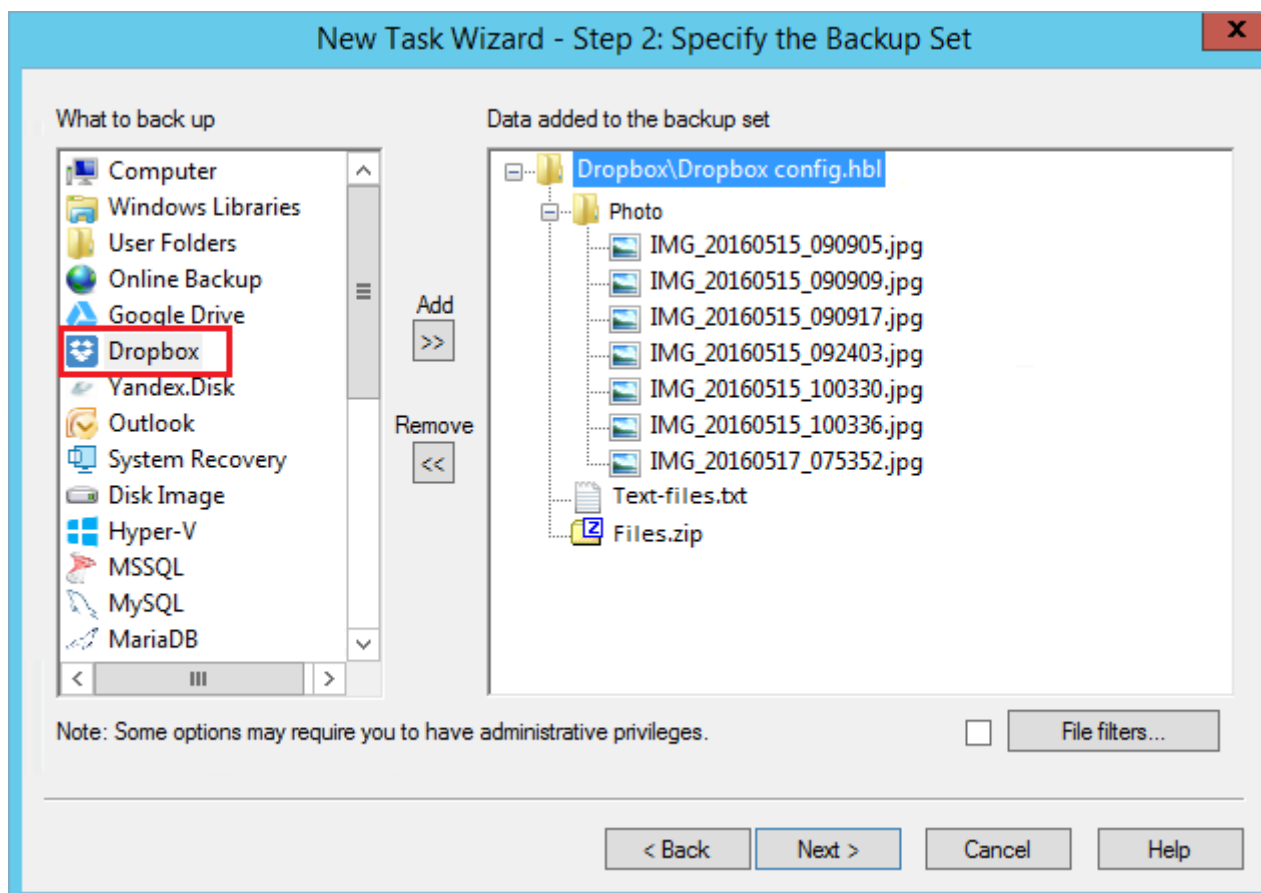 New Task Wizard - Step 2: Specify the Backup Set
x
What to back up
Data added to the backup set
Computer
Windows Libraries
User Folders
Online Backup
Google Drive
Dropbox
Yandex.Disk
Outlook
System Recovery
Disk Image
Hyper-V
MSSQL
MySQL
MariaDB
Add
>>
Remove
<<
Dropbox\Dropbox config.hbl
Photo
IMG_20160515_090905.jpg
IMG_20160515_090909.jpg
IMG_20160515_090917.jpg
IMG_20160515_092403.jpg
IMG_20160515_100330.jpg
IMG_20160515_100336.jpg
IMG_20160517_075352.jpg
Text-files.txt
Z Files.zip
Note: Some options may require you to have administrative privileges.
File filters...
< Back
Next >
Cancel
Help